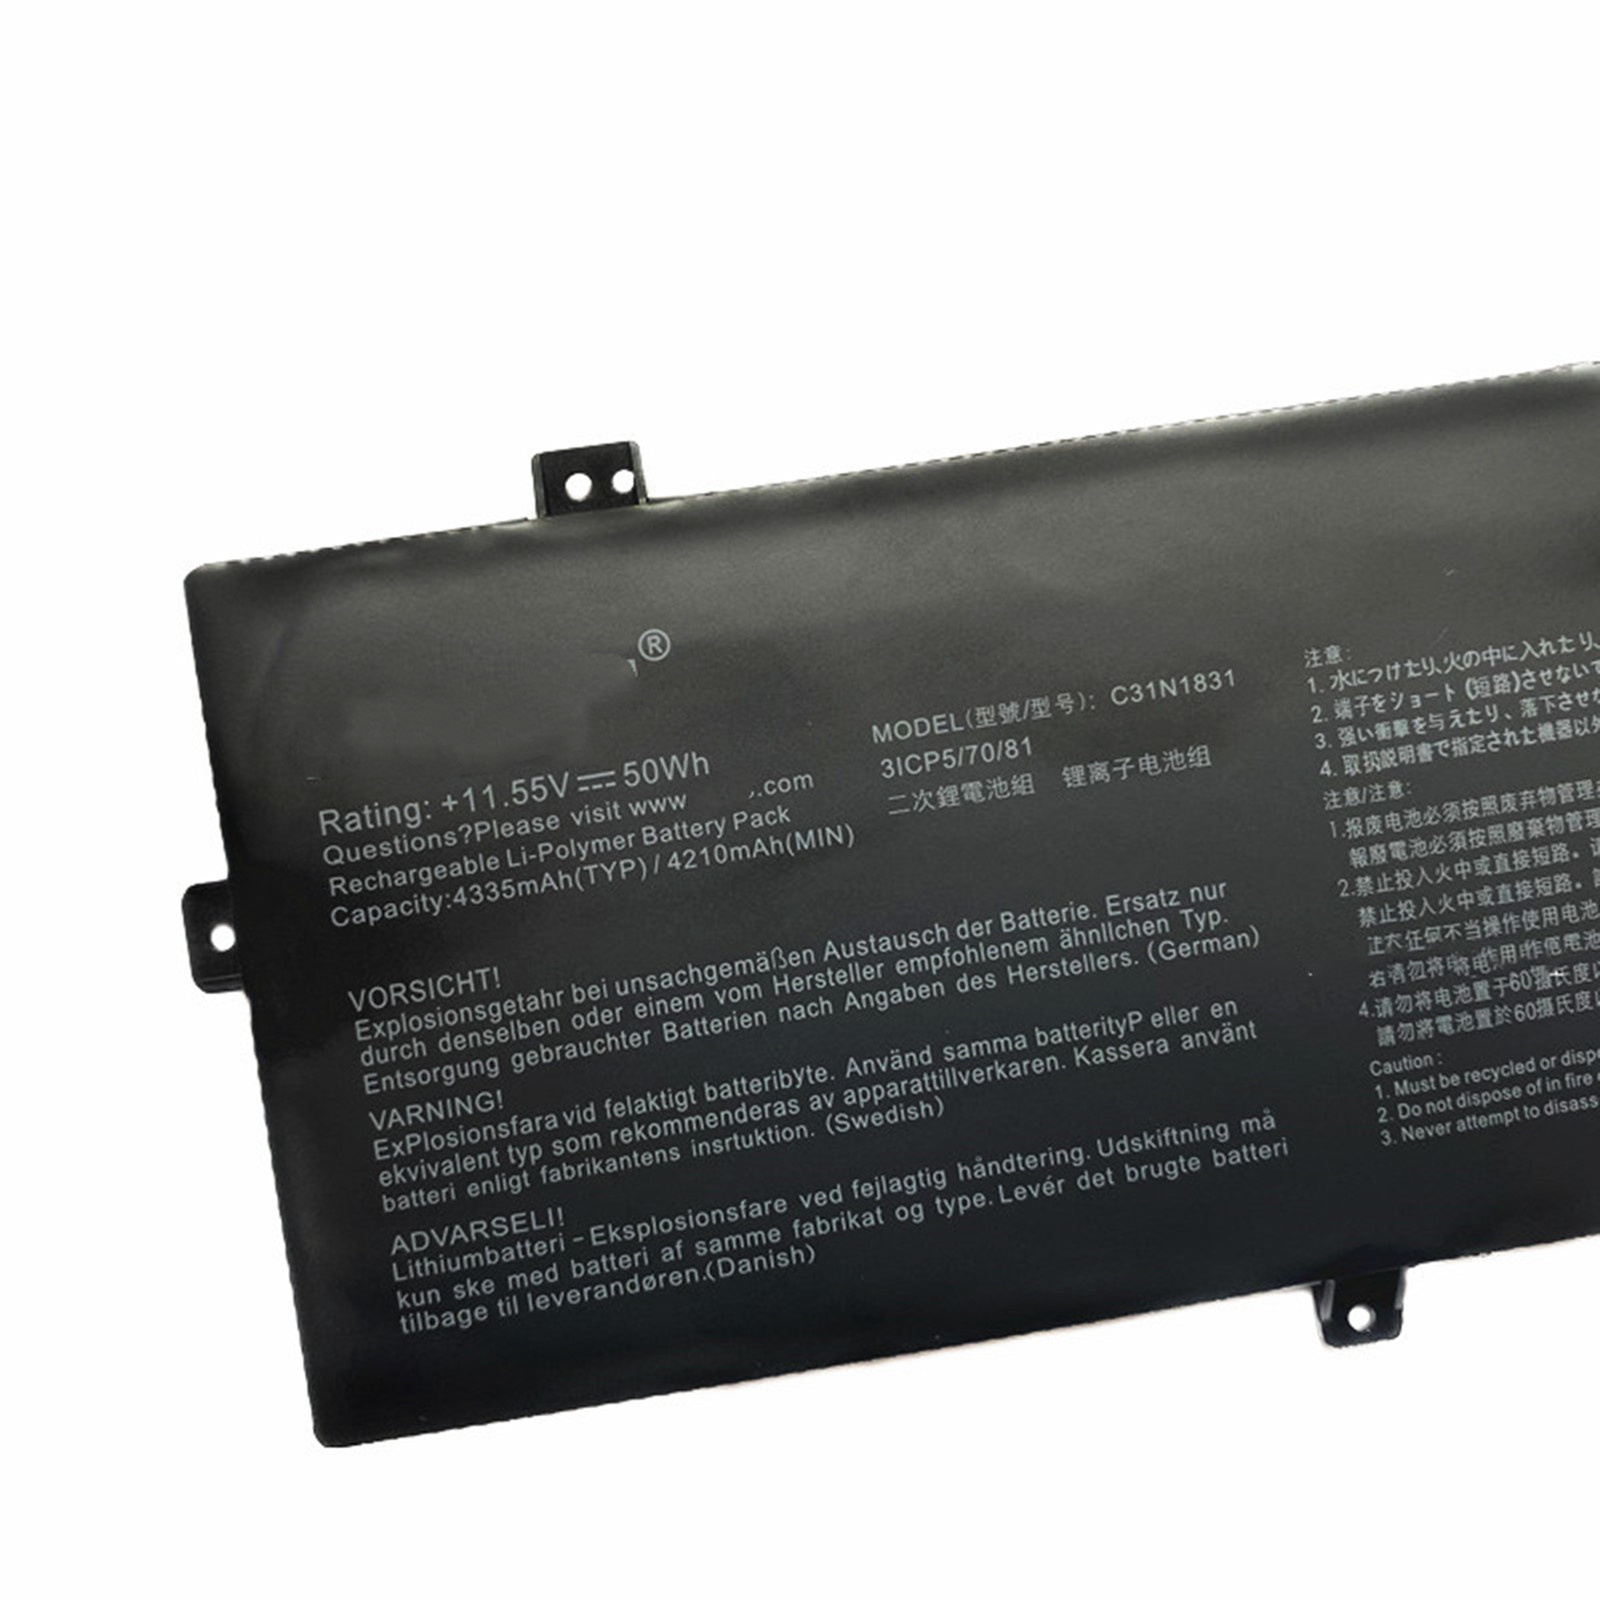 ®
Rating: +11.55V⎓50Wh
Questions?Please visit www .com
Rechargeable Li-Polymer Battery Pack
Capacity:4335mAh(TYP) / 4210mAh(MIN)
MODEL(型號/型号): C31N1831
3ICP5/70/81
二次鋰電池組 锂离子电池组
VORSICHT!
Explosionsgetahr bei unsachgemäßen Austausch der Batterie. Ersatz nur
durch denselben oder einem vom Hersteller empfohlenem ähnllchen Typ.
Entsorgung gebrauchter Batterien nach Angaben des Herstellers. (German)
VARNING!
ExPlosionsfara vid felaktigt batteribyte. Använd samma batterityP eller en
ekvivalent typ som rekommenderas av apparattillverkaren. Kassera använt
batteri enligt fabrikantens insrtuktion. (Swedish)
ADVARSELI!
Lithiumbatteri - Eksplosionsfare ved fejlagtig håndtering. Udskiftning må
kun ske med batteri af samme fabrikat og type. Levér det brugte batteri
tilbage til leverandøren.(Danish)
注意:
1. 水につけたり、火の中に入れたり、
2. 端子をショート(短路)させないで
3. 强い衝撃を与えたり、落下させな
4. 取扱説明書で指定された機器以外
注意/注意:
1.报废电池必须按照废弃物管理
報廢電池必須按照廢棄物管理
2.禁止投入火中或直接短路。
禁止投入火中或直接短路。
不当操作使用电池
4.请勿将电池置于60摄氏度以
請勿將電池置於60摄氏度以
Caution :
1. Must be recycled or dispo
2. Do not dispose of in fire
3. Never attempt to disass